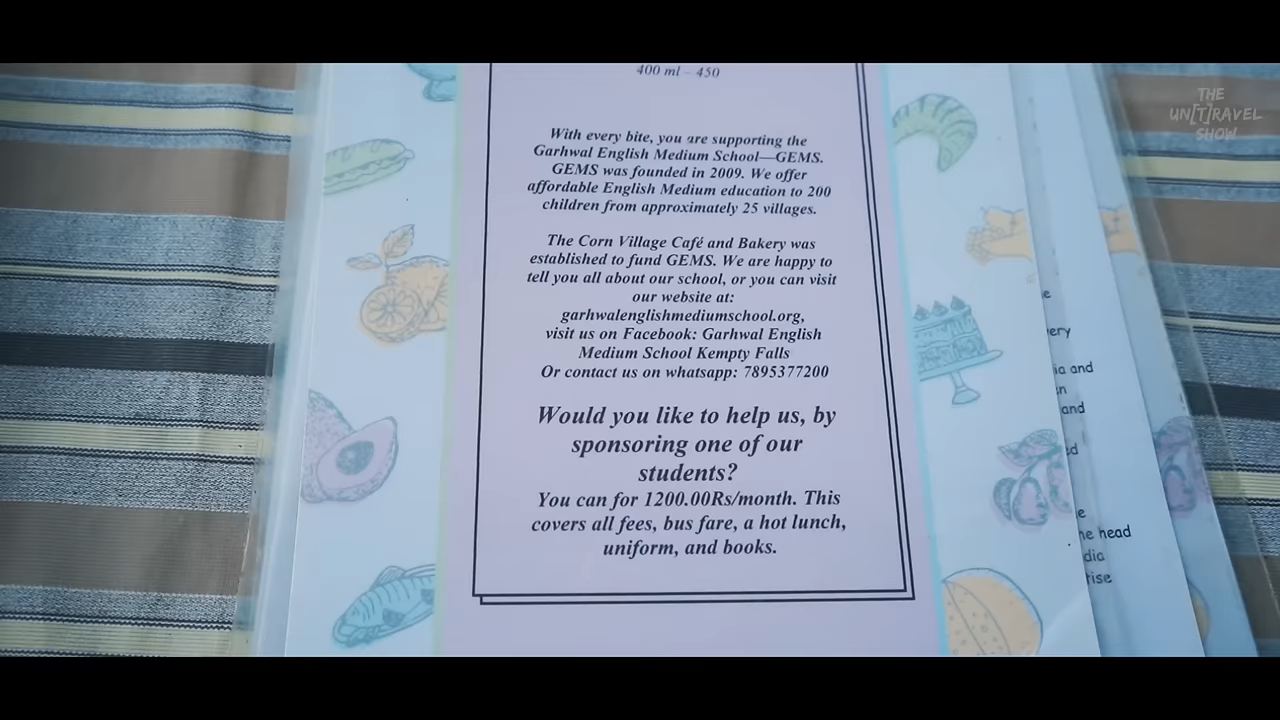 400 ml – 450
THE
UN[T]RAVEL
SHOW
With every bite, you are supporting the
Garhwal English Medium School—GEMS.
GEMS was founded in 2009. We offer
affordable English Medium education to 200
children from approximately 25 villages.
The Corn Village Café and Bakery was
established to fund GEMS. We are happy to
tell you all about our school, or you can visit
our website at:
garhwalenglishmediumschool.org,
visit us on Facebook: Garhwal English
Medium School Kempty Falls
Or contact us on whatsapp: 7895377200
Would you like to help us, by
sponsoring one of our
students?
You can for 1200.00Rs/month. This
covers all fees, bus fare, a hot lunch,
uniform, and books.
and
and
head